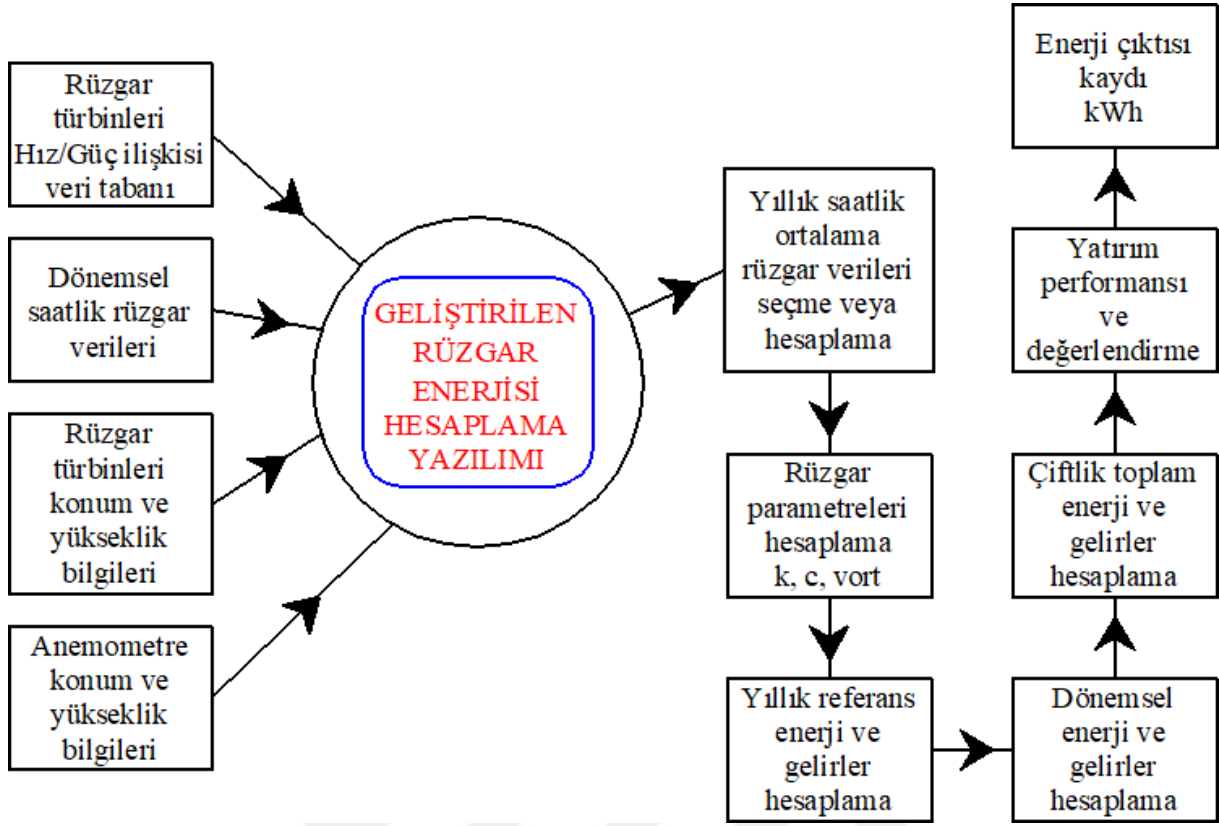 Rüzgar
türbinleri
Hız/Güç ilişkisi
veri tabanı
Dönemsel
saatlik rüzgar
verileri
Rüzgar
türbinleri
konum ve
yükseklik
bilgileri
Anemometre
konum ve
yükseklik
bilgileri
GELİŞTİRİLEN
RÜZGAR
ENERJİSİ
HESAPLAMA
YAZILIMI
Yıllık saatlik
ortalama
rüzgar verileri
seçme veya
hesaplama
Rüzgar
parametreleri
hesaplama
k, c, vort
Yıllık referans
enerji ve
gelirler
hesaplama
Dönemsel
enerji ve
gelirler
hesaplama
Çiftlik toplam
enerji ve
gelirler
hesaplama
Yatırım
performansı
ve
değerlendirme
Enerji çıktısı
kaydı
kWh